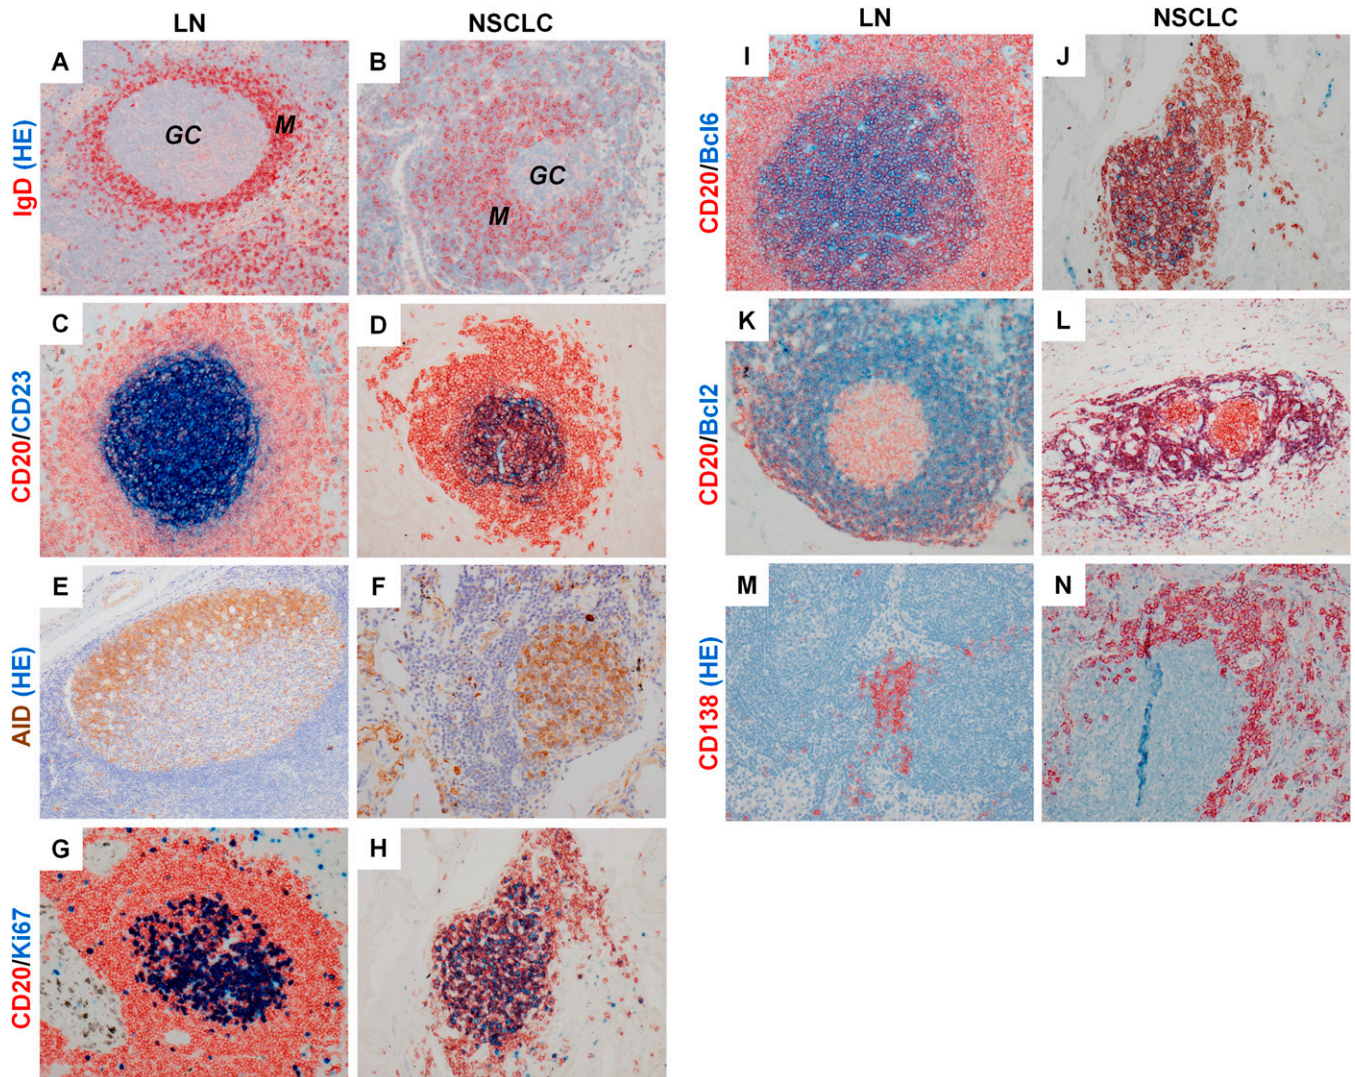 LN
NSCLC
IgD (HE)
A
GC
M
B
GC
M
CD20/CD23
C
D
AID (HE)
E
F
CD20/Ki67
G
H
LN
NSCLC
CD20/Bcl6
I
J
CD20/Bcl2
K
L
CD138 (HE)
M
N